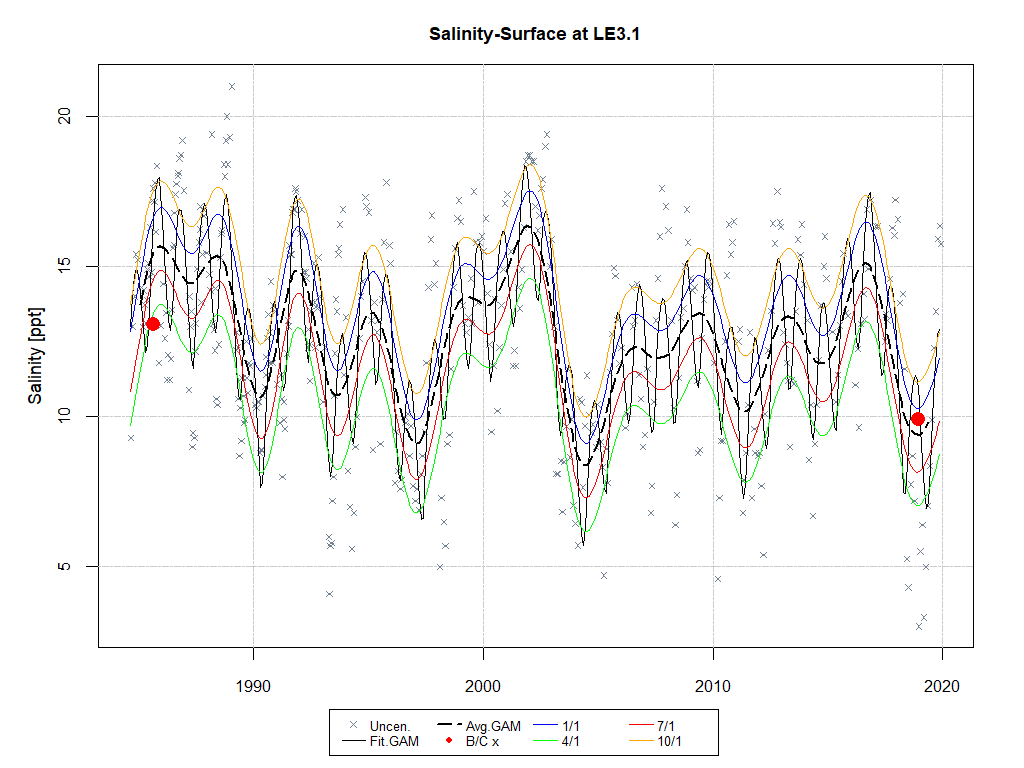 Salinity-Surface at LE3.1
Salinity [ppt]
20
15
10
5
1990 2000 2010 2020
Uncen. Avg.GAM 1/1 7/1
Fit.GAM B/C x 4/1 10/1